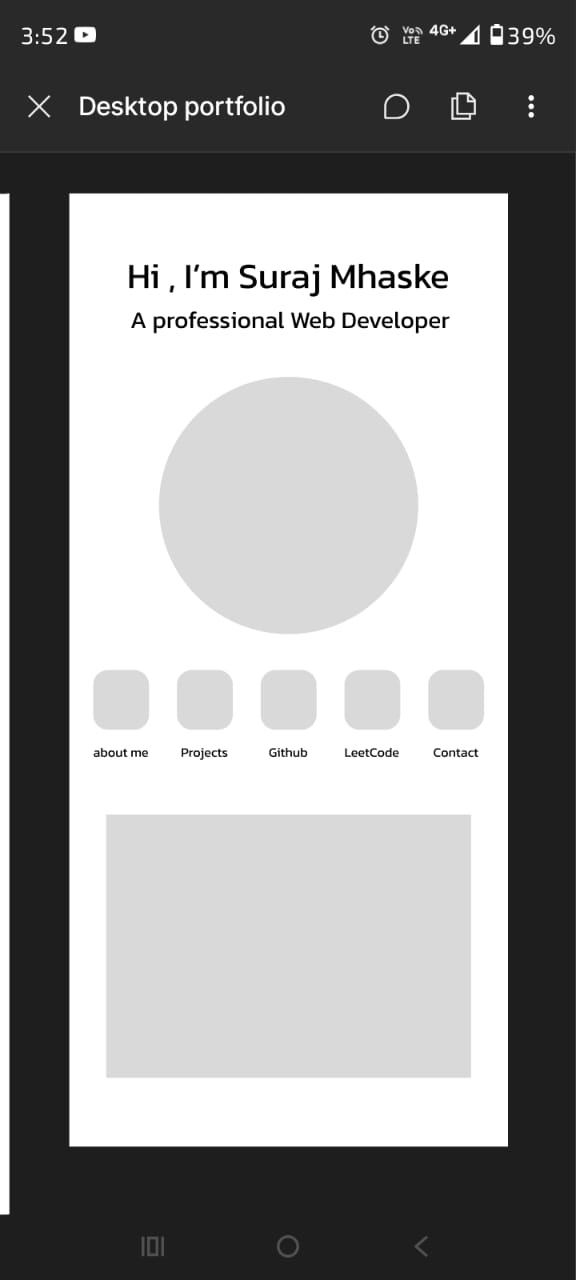 3:52
Vo))
LTE
4G+
39%
Desktop portfolio
Hi , I’m Suraj Mhaske
A professional Web Developer
about me Projects Github LeetCode Contact